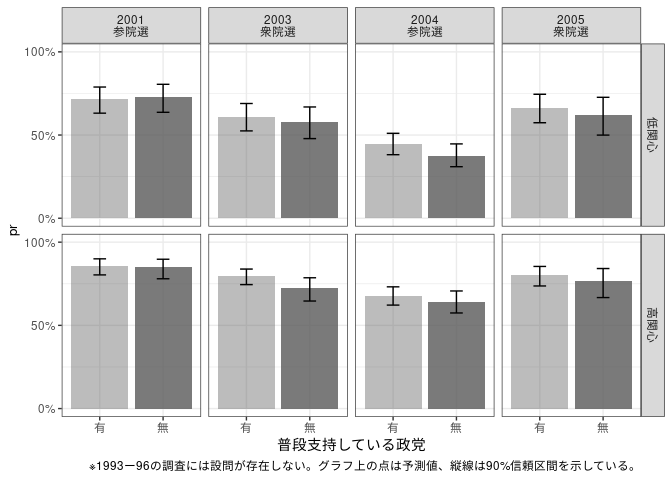 2001
参院選
2003
衆院選
2004
参院選
2005
衆院選
100%
50%
0%
低関心
100%
50%
0%
高関心
pr
有
無
有
無
有
無
有
無
普段支持している政党
※1993ー96の調査には設問が存在しない。グラフ上の点は予測値、縦線は90%信頼区間を示している。